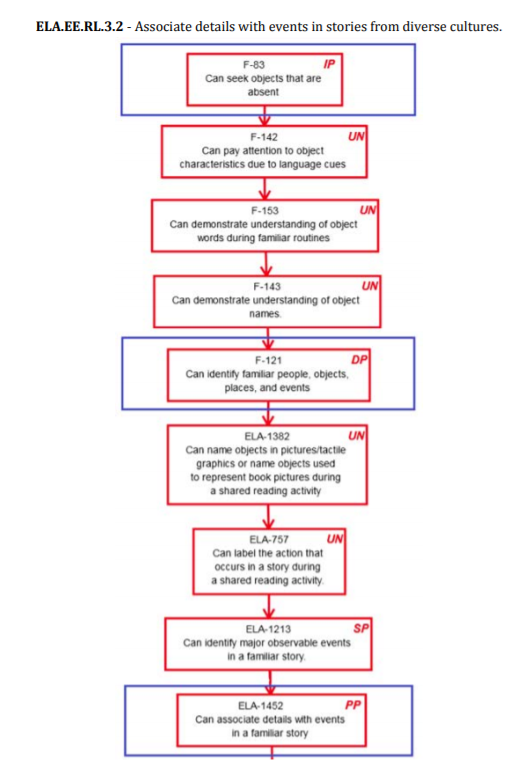 ELA.EE.RL.3.2 - Associate details with events in stories from diverse cultures.
F-83 IP
Can seek objects that are
absent
F-142 UN
Can pay attention to object
characteristics due to language cues
F-153 UN
Can demonstrate understanding of object
words during familiar routines
F-143 UN
Can demonstrate understanding of object
names.
F-121 DP
Can identify familiar people, objects,
places, and events
ELA-1382 UN
Can name objects in pictures/tactile
graphics or name objects used
to represent book pictures during
a shared reading activity
ELA-757 UN
Can label the action that
occurs in a story during
a shared reading activity.
ELA-1213 SP
Can identify major observable events
in a familiar story.
ELA-1452 PP
Can associate details with events
in a familiar story